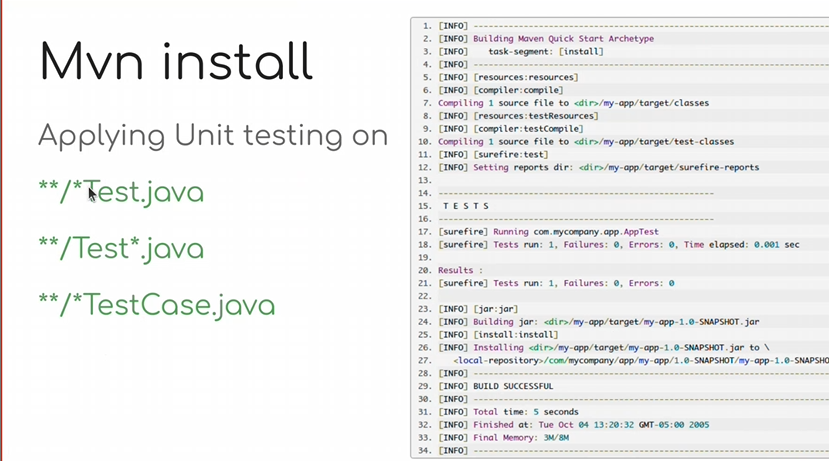 Mvn install
Applying Unit testing on
**/*Test.java
**/Test*.java
**/*TestCase.java
1. [INFO] ------------------------------------------------------------------------
2. [INFO] Building Maven Quick Start Archetype
3. [INFO]    task-segment: [install]
4. [INFO] ------------------------------------------------------------------------
5. [INFO] [resources:resources]
6. [INFO] [compiler:compile]
7. Compiling 1 source file to <dir>/my-app/target/classes
8. [INFO] [resources:testResources]
9. [INFO] [compiler:testCompile]
10. Compiling 1 source file to <dir>/my-app/target/test-classes
11. [INFO] [surefire:test]
12. [INFO] Setting reports dir: <dir>/my-app/target/surefire-reports
13.
14. -------------------------------------------------------
15.  T E S T S
16. -------------------------------------------------------
17. [surefire] Running com.mycompany.app.AppTest
18. [surefire] Tests run: 1, Failures: 0, Errors: 0, Time elapsed: 0.001 sec
19.
20. Results :
21. [surefire] Tests run: 1, Failures: 0, Errors: 0
22.
23. [INFO] [jar:jar]
24. [INFO] Building jar: <dir>/my-app/target/my-app-1.0-SNAPSHOT.jar
25. [INFO] [install:install]
26. [INFO] Installing <dir>/my-app/target/my-app-1.0-SNAPSHOT.jar to \
27.    <local-repository>/com/mycompany/app/my-app/1.0-SNAPSHOT/my-app-1.0-SNAPSHO
28. [INFO] ------------------------------------------------------------------------
29. [INFO] BUILD SUCCESSFUL
30. [INFO] ------------------------------------------------------------------------
31. [INFO] Total time: 5 seconds
32. [INFO] Finished at: Tue Oct 04 13:20:32 GMT-05:00 2005
33. [INFO] Final Memory: 3M/8M
34. [INFO] ------------------------------------------------------------------------